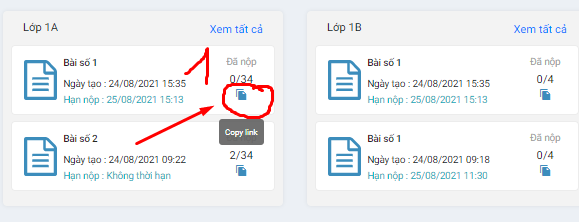 Lớp 1A
Xem tất cả
Bài số 1
Đã nộp
Ngày tạo : 24/08/2021 15:35
0/34
Hạn nộp : 25/08/2021 15:13
1
Copy link
Bài số 2
Ngày tạo : 24/08/2021 09:22
2/34
Hạn nộp : Không thời hạn
Lớp 1B
Xem tất cả
Bài số 1
Đã nộp
Ngày tạo : 24/08/2021 15:35
0/4
Hạn nộp : 25/08/2021 15:13
Bài số 1
Đã nộp
Ngày tạo : 24/08/2021 09:18
0/4
Hạn nộp : 25/08/2021 11:30